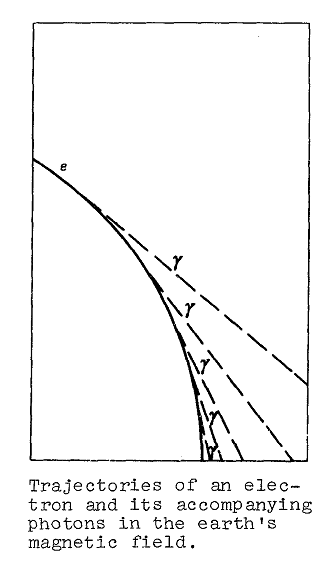 e
γ
γ
γ
γ
γ
Trajectories of an elec-
tron and its accompanying
photons in the earth's
magnetic field.